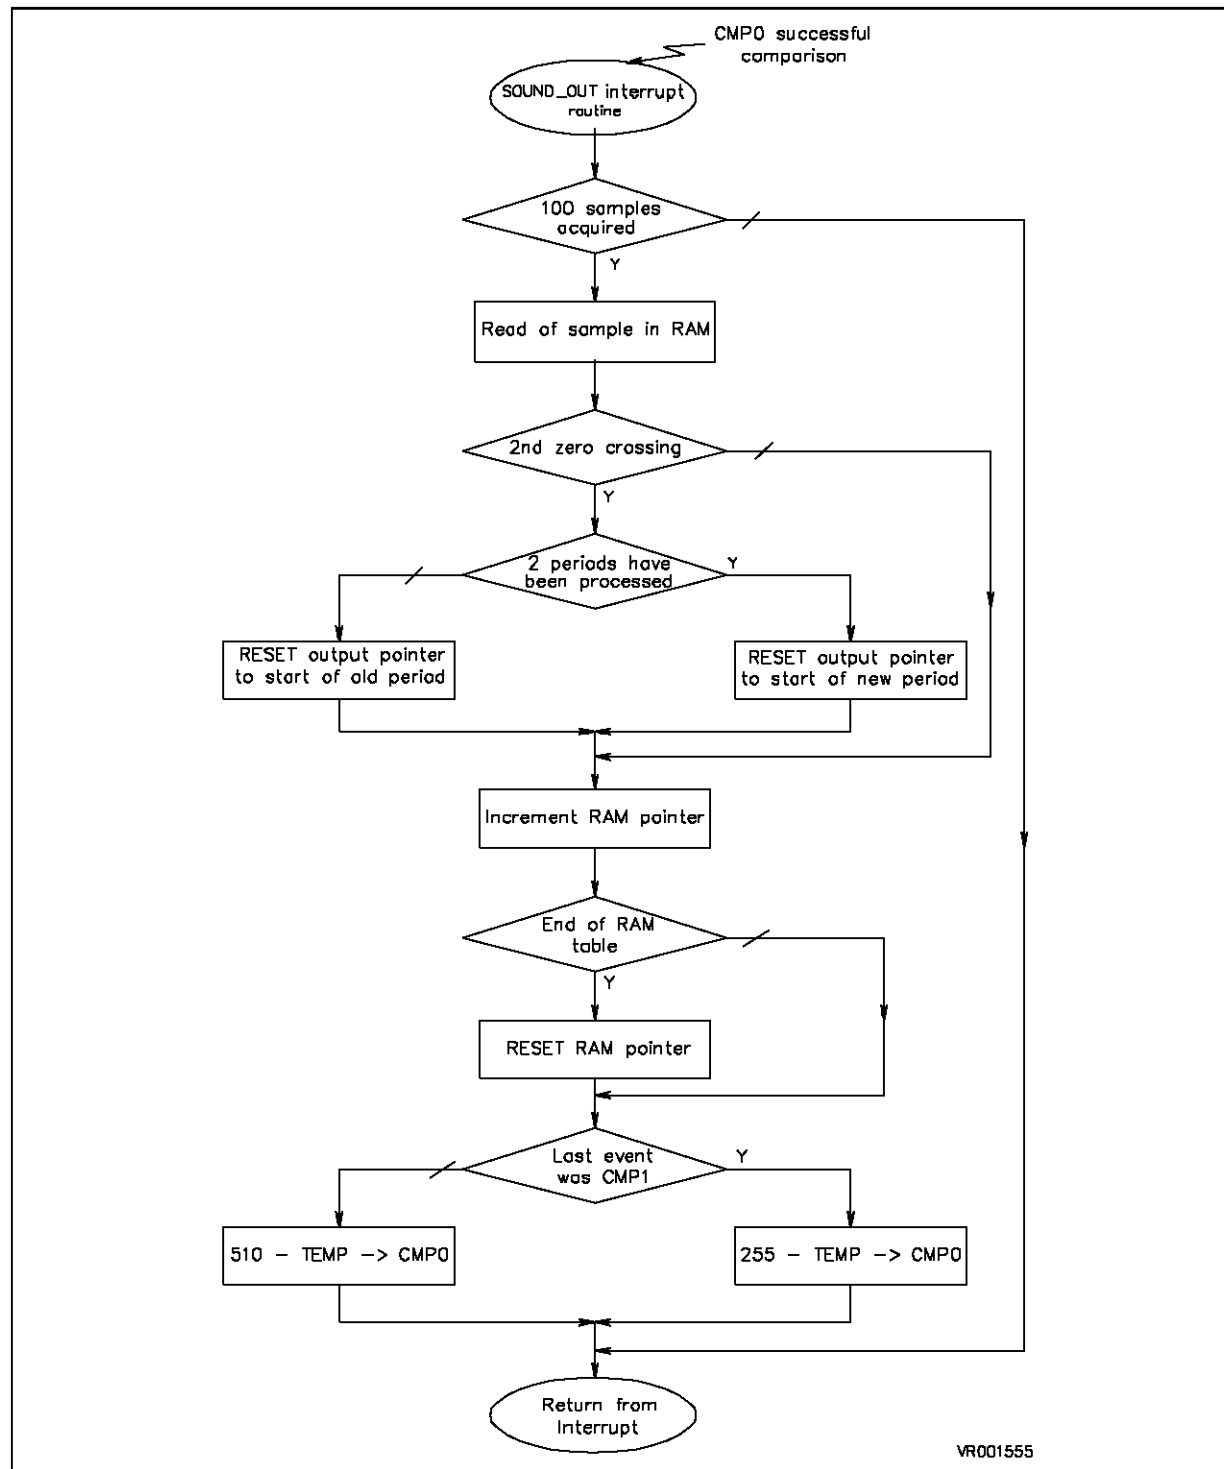 CMP0 successful
comparison
SOUND_OUT interrupt
routine
100 samples
acquired
Y
Read of sample in RAM
2nd zero crossing
Y
2 periods have
been processed
Y
RESET output pointer
to start of old period
RESET output pointer
to start of new period
Increment RAM pointer
End of RAM
table
Y
RESET RAM pointer
Last event
was CMP1
Y
510 - TEMP -> CMP0
255 - TEMP -> CMP0
Return from
Interrupt
VR001555